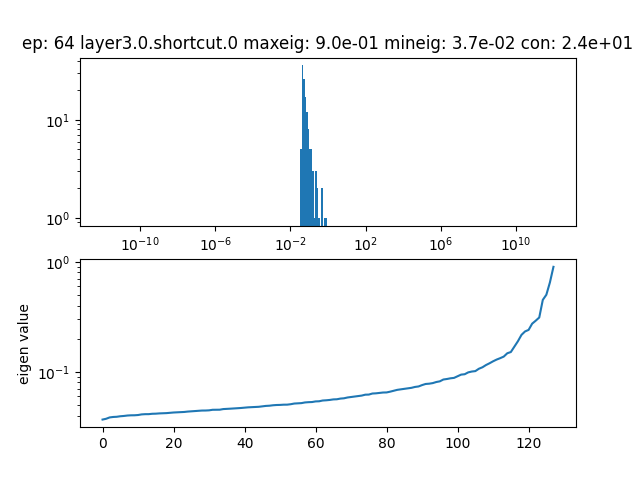 ep: 64 layer3.0.shortcut.0 maxeig: 9.0e-01 mineig: 3.7e-02 con: 2.4e+01
10¹
10⁰
10⁻¹⁰ 10⁻⁶ 10⁻² 10² 10⁶ 10¹⁰
10⁰
10⁻¹
eigen value
0 20 40 60 80 100 120